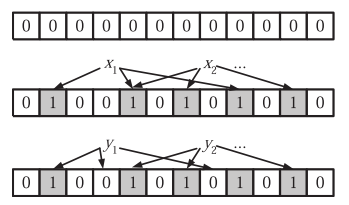 0 0 0 0 0 0 0 0 0 0 0 0
x₁ x₂ ...
0 1 0 0 1 0 1 0 1 0 1 0
y₁ y₂ ...
0 1 0 0 1 0 1 0 1 0 1 0